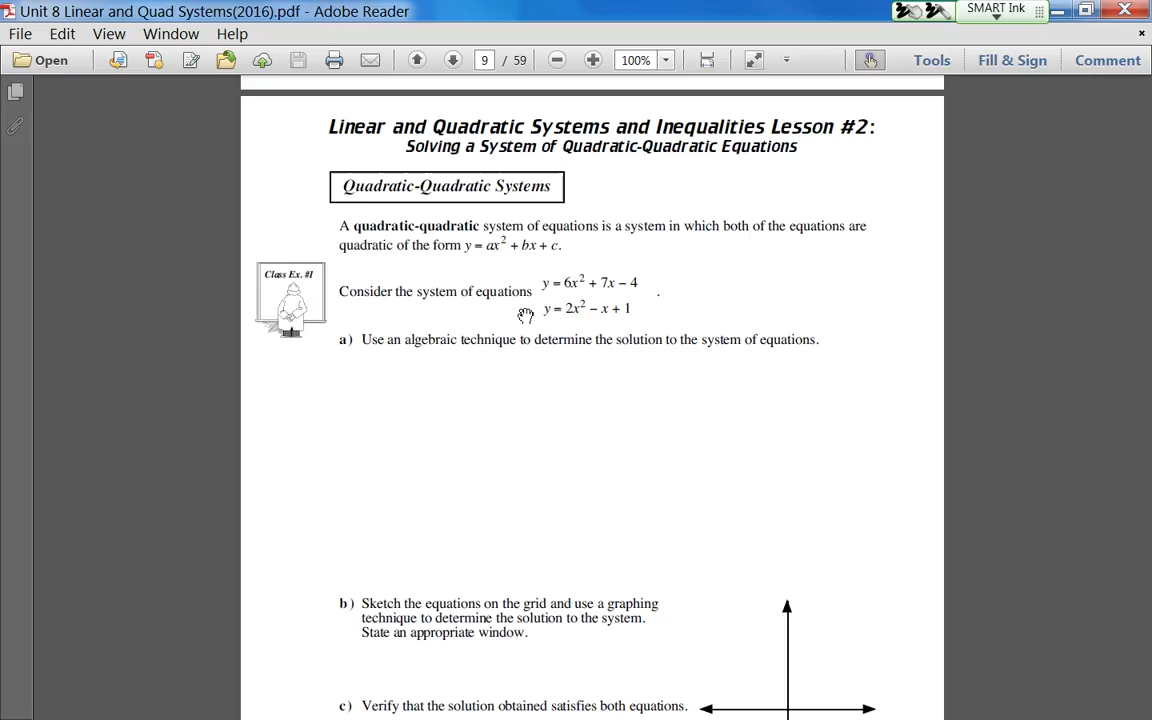 Unit 8 Linear and Quad Systems(2016).pdf - Adobe Reader
SMART Ink
File Edit View Window Help
Open 9 / 59 100% Tools Fill & Sign Comment
Linear and Quadratic Systems and Inequalities Lesson #2:
Solving a System of Quadratic-Quadratic Equations
Quadratic-Quadratic Systems
A quadratic-quadratic system of equations is a system in which both of the equations are
quadratic of the form y = ax² + bx + c.
Class Ex. #1
Consider the system of equations y = 6x² + 7x – 4
y = 2x² – x + 1 .
a) Use an algebraic technique to determine the solution to the system of equations.
b) Sketch the equations on the grid and use a graphing
technique to determine the solution to the system.
State an appropriate window.
c) Verify that the solution obtained satisfies both equations.